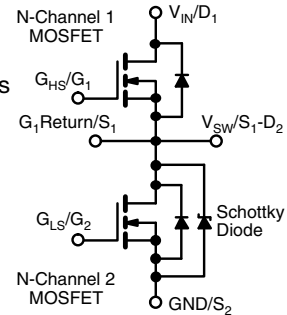 N-Channel 1
MOSFET
V_IN/D_1
s
G_HS/G_1
G_1Return/S_1
V_SW/S_1-D_2
G_LS/G_2
Schottky
Diode
N-Channel 2
MOSFET
GND/S_2